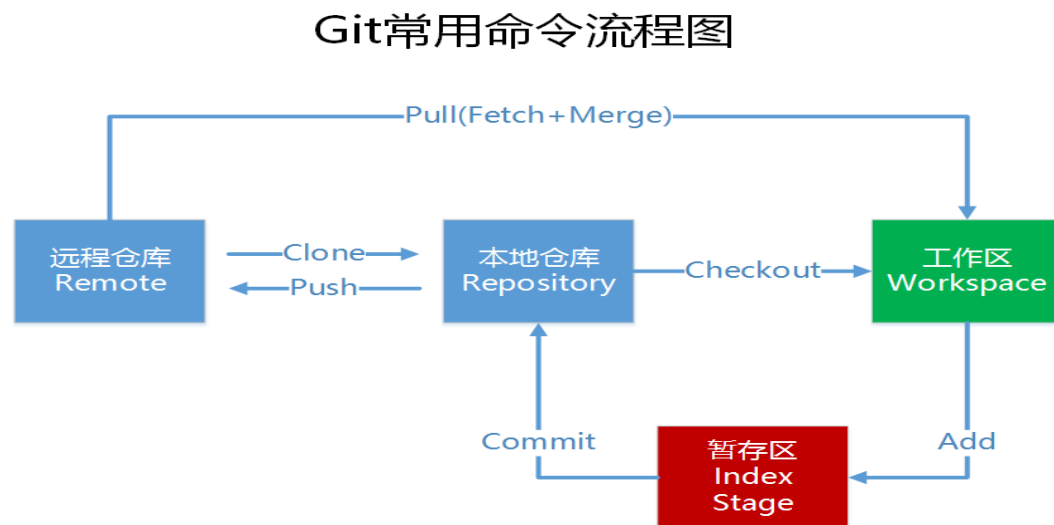 Git常用命令流程图
Pull(Fetch+Merge)
远程仓库
Remote
Clone
Push
本地仓库
Repository
Checkout
工作区
Workspace
Commit
暂存区
Index
Stage
Add